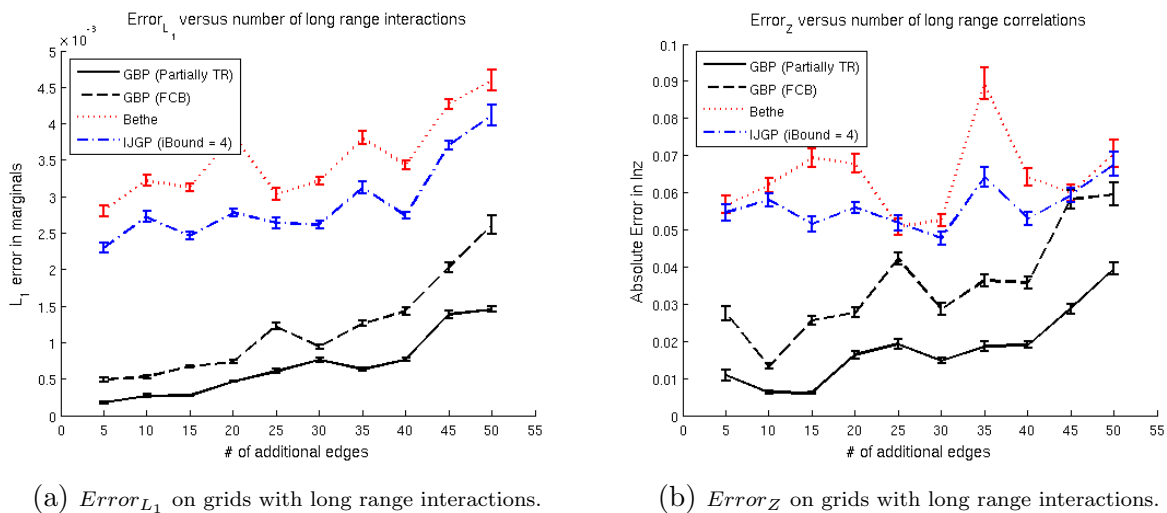 Error_L_1 versus number of long range interactions
× 10^-3
5
4.5
4
3.5
3
2.5
2
1.5
1
0.5
0
L_1 error in marginals
GBP (Partially TR)
GBP (FCB)
Bethe
IJGP (iBound = 4)
0 5 10 15 20 25 30 35 40 45 50 55
# of additional edges
(a) Error_{L_1} on grids with long range interactions.
Error_Z versus number of long range correlations
0.1
0.09
0.08
0.07
0.06
0.05
0.04
0.03
0.02
0.01
0
Absolute Error in lnz
GBP (Partially TR)
GBP (FCB)
Bethe
IJGP (iBound = 4)
0 5 10 15 20 25 30 35 40 45 50 55
# of additional edges
(b) Error_Z on grids with long range interactions.